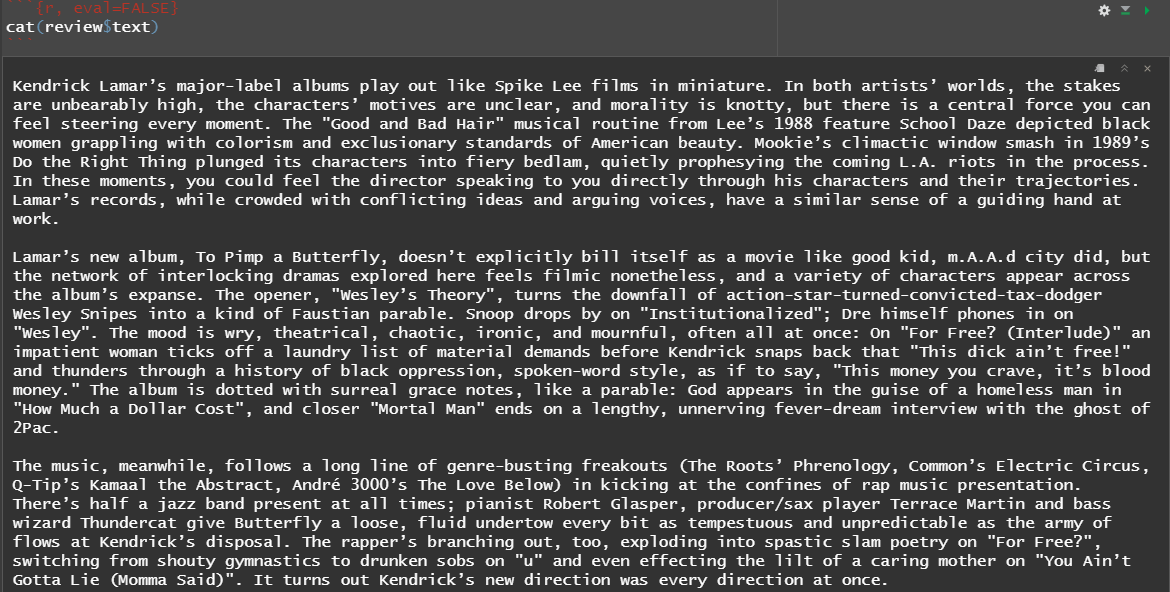 ```{r, eval=FALSE}
cat(review$text)
```
Kendrick Lamar’s major-label albums play out like Spike Lee films in miniature. In both artists’ worlds, the stakes
are unbearably high, the characters’ motives are unclear, and morality is knotty, but there is a central force you can
feel steering every moment. The "Good and Bad Hair" musical routine from Lee’s 1988 feature School Daze depicted black
women grappling with colorism and exclusionary standards of American beauty. Mookie’s climactic window smash in 1989’s
Do the Right Thing plunged its characters into fiery bedlam, quietly prophesying the coming L.A. riots in the process.
In these moments, you could feel the director speaking to you directly through his characters and their trajectories.
Lamar’s records, while crowded with conflicting ideas and arguing voices, have a similar sense of a guiding hand at
work.
Lamar’s new album, To Pimp a Butterfly, doesn’t explicitly bill itself as a movie like good kid, m.A.A.d city did, but
the network of interlocking dramas explored here feels filmic nonetheless, and a variety of characters appear across
the album’s expanse. The opener, "Wesley’s Theory", turns the downfall of action-star-turned-convicted-tax-dodger
Wesley Snipes into a kind of Faustian parable. Snoop drops by on "Institutionalized"; Dre himself phones in on
"Wesley". The mood is wry, theatrical, chaotic, ironic, and mournful, often all at once: On "For Free? (Interlude)" an
impatient woman ticks off a laundry list of material demands before Kendrick snaps back that "This dick ain’t free!"
and thunders through a history of black oppression, spoken-word style, as if to say, "This money you crave, it’s blood
money." The album is dotted with surreal grace notes, like a parable: God appears in the guise of a homeless man in
"How Much a Dollar Cost", and closer "Mortal Man" ends on a lengthy, unnerving fever-dream interview with the ghost of
2Pac.
The music, meanwhile, follows a long line of genre-busting freakouts (The Roots’ Phrenology, Common’s Electric Circus,
Q-Tip’s Kamaal the Abstract, André 3000’s The Love Below) in kicking at the confines of rap music presentation.
There’s half a jazz band present at all times; pianist Robert Glasper, producer/sax player Terrace Martin and bass
wizard Thundercat give Butterfly a loose, fluid undertow every bit as tempestuous and unpredictable as the army of
flows at Kendrick’s disposal. The rapper’s branching out, too, exploding into spastic slam poetry on "For Free?",
switching from shouty gymnastics to drunken sobs on "u" and even effecting the lilt of a caring mother on "You Ain’t
Gotta Lie (Momma Said)". It turns out Kendrick’s new direction was every direction at once.